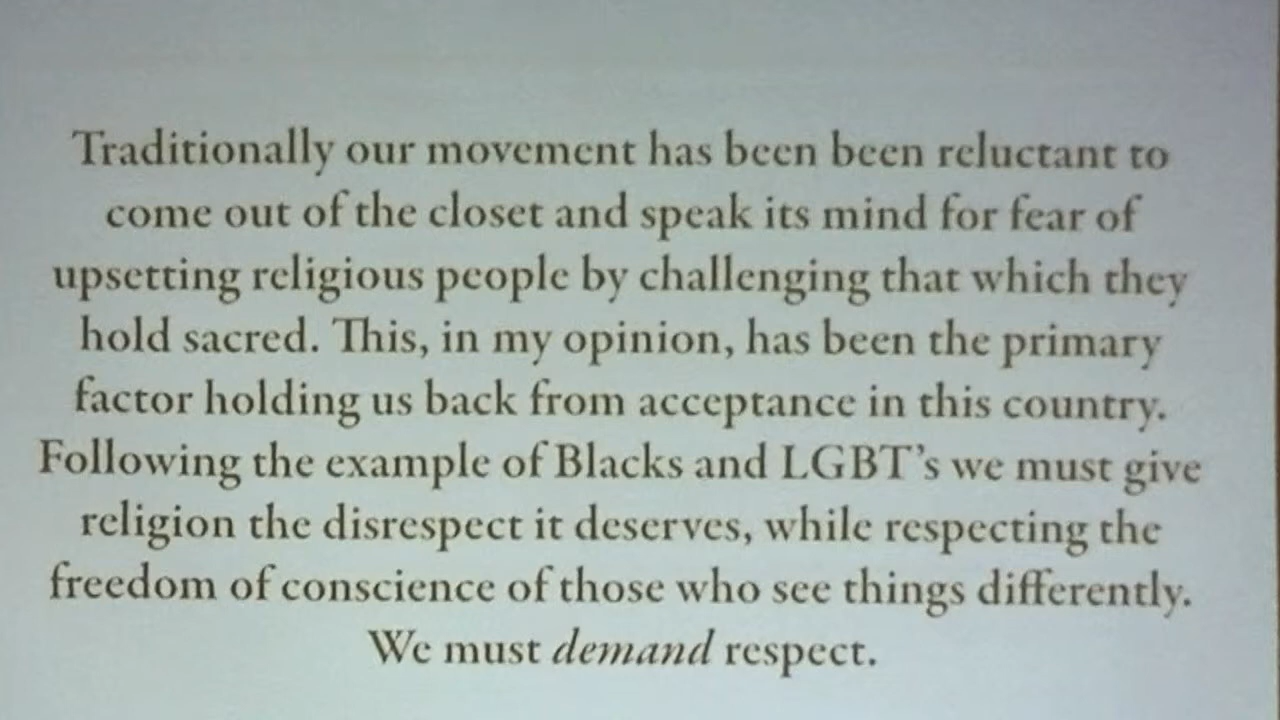 Traditionally our movement has been been reluctant to
come out of the closet and speak its mind for fear of
upsetting religious people by challenging that which they
hold sacred. This, in my opinion, has been the primary
factor holding us back from acceptance in this country.
Following the example of Blacks and LGBT's we must give
religion the disrespect it deserves, while respecting the
freedom of conscience of those who see things differently.
We must demand respect.